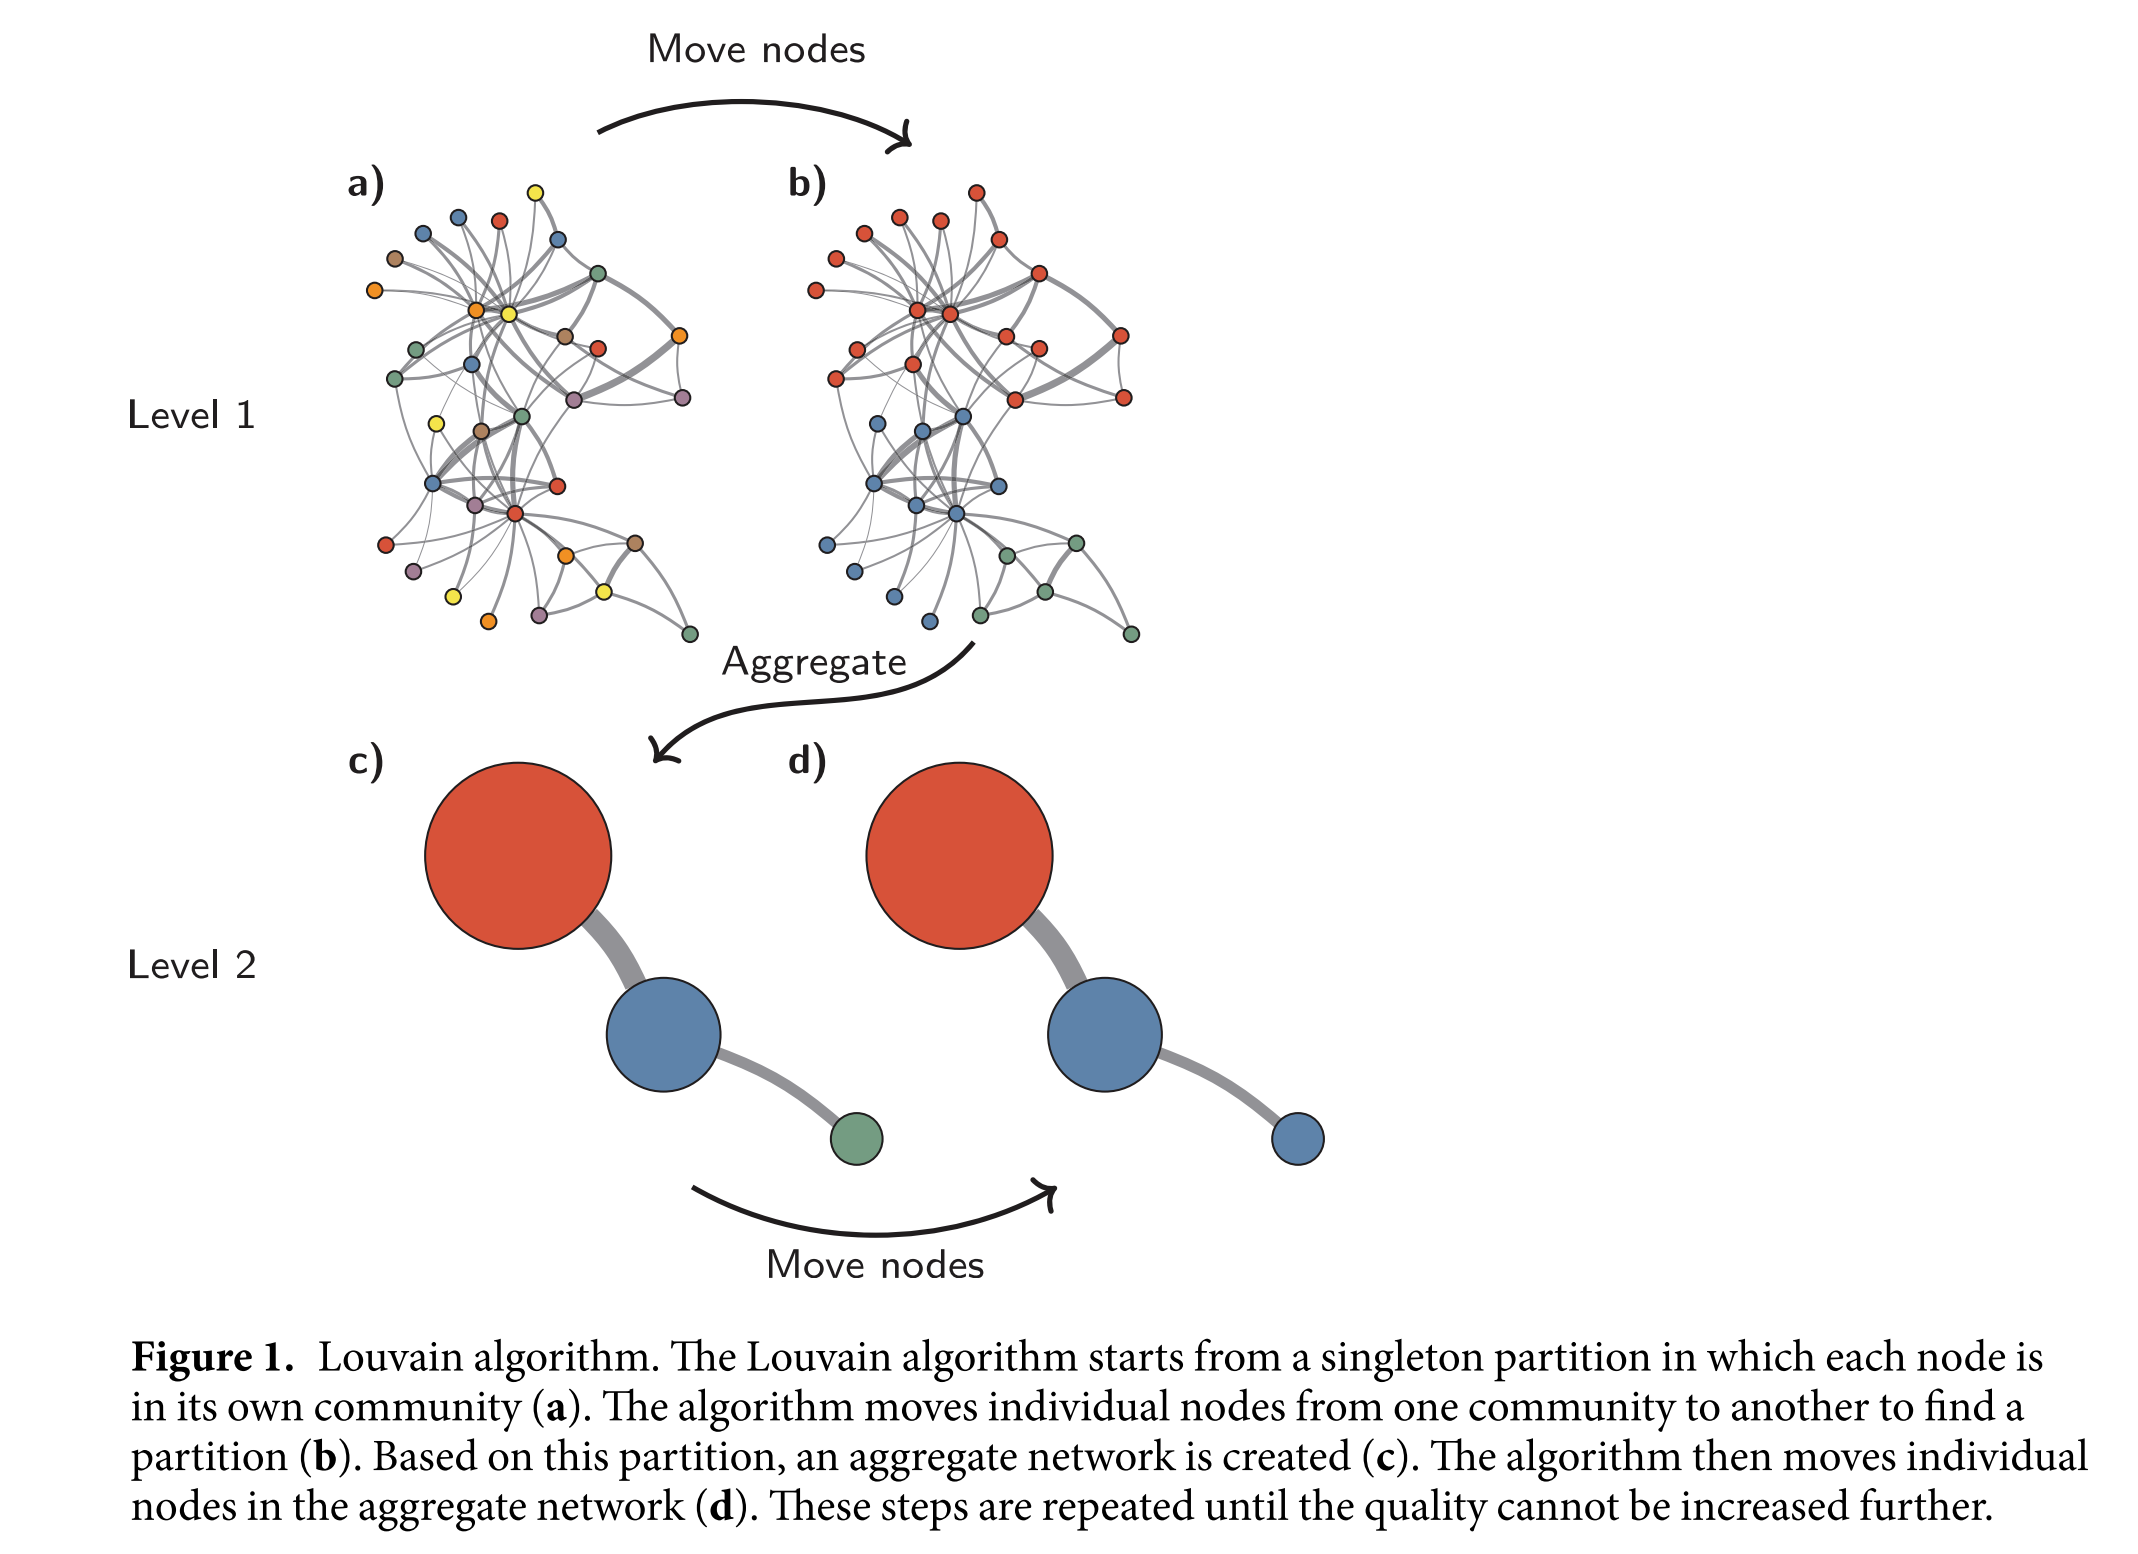 Move nodes
a)
b)
Level 1
Aggregate
c)
d)
Level 2
Move nodes
Figure 1. Louvain algorithm. The Louvain algorithm starts from a singleton partition in which each node is
in its own community (a). The algorithm moves individual nodes from one community to another to find a
partition (b). Based on this partition, an aggregate network is created (c). The algorithm then moves individual
nodes in the aggregate network (d). These steps are repeated until the quality cannot be increased further.